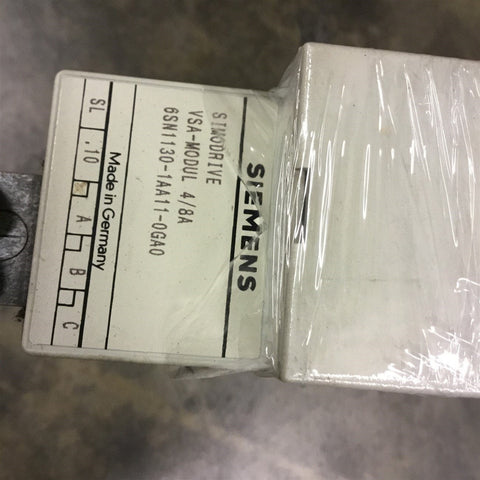 SIEMENS
SIMODRIVE
VSA-MODUL 4/8A
6SN1130-1AA11-0GA0
Made in Germany
SL .10 A B C